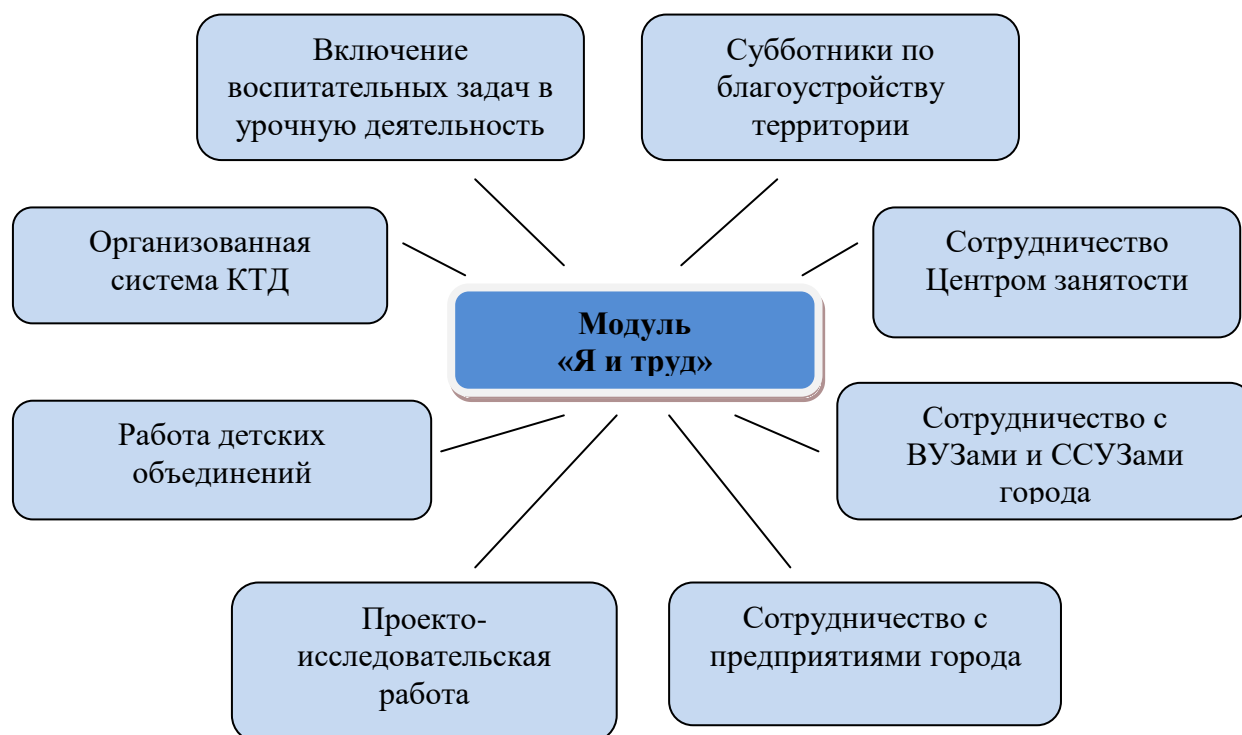 Включение
воспитательных задач в
урочную деятельность
Субботники по
благоустройству
территории
Организованная
система КТД
Сотрудничество
Центром занятости
Модуль
«Я и труд»
Работа детских
объединений
Сотрудничество с
ВУЗами и ССУЗами
города
Проекто-
исследовательская
работа
Сотрудничество с
предприятиями города